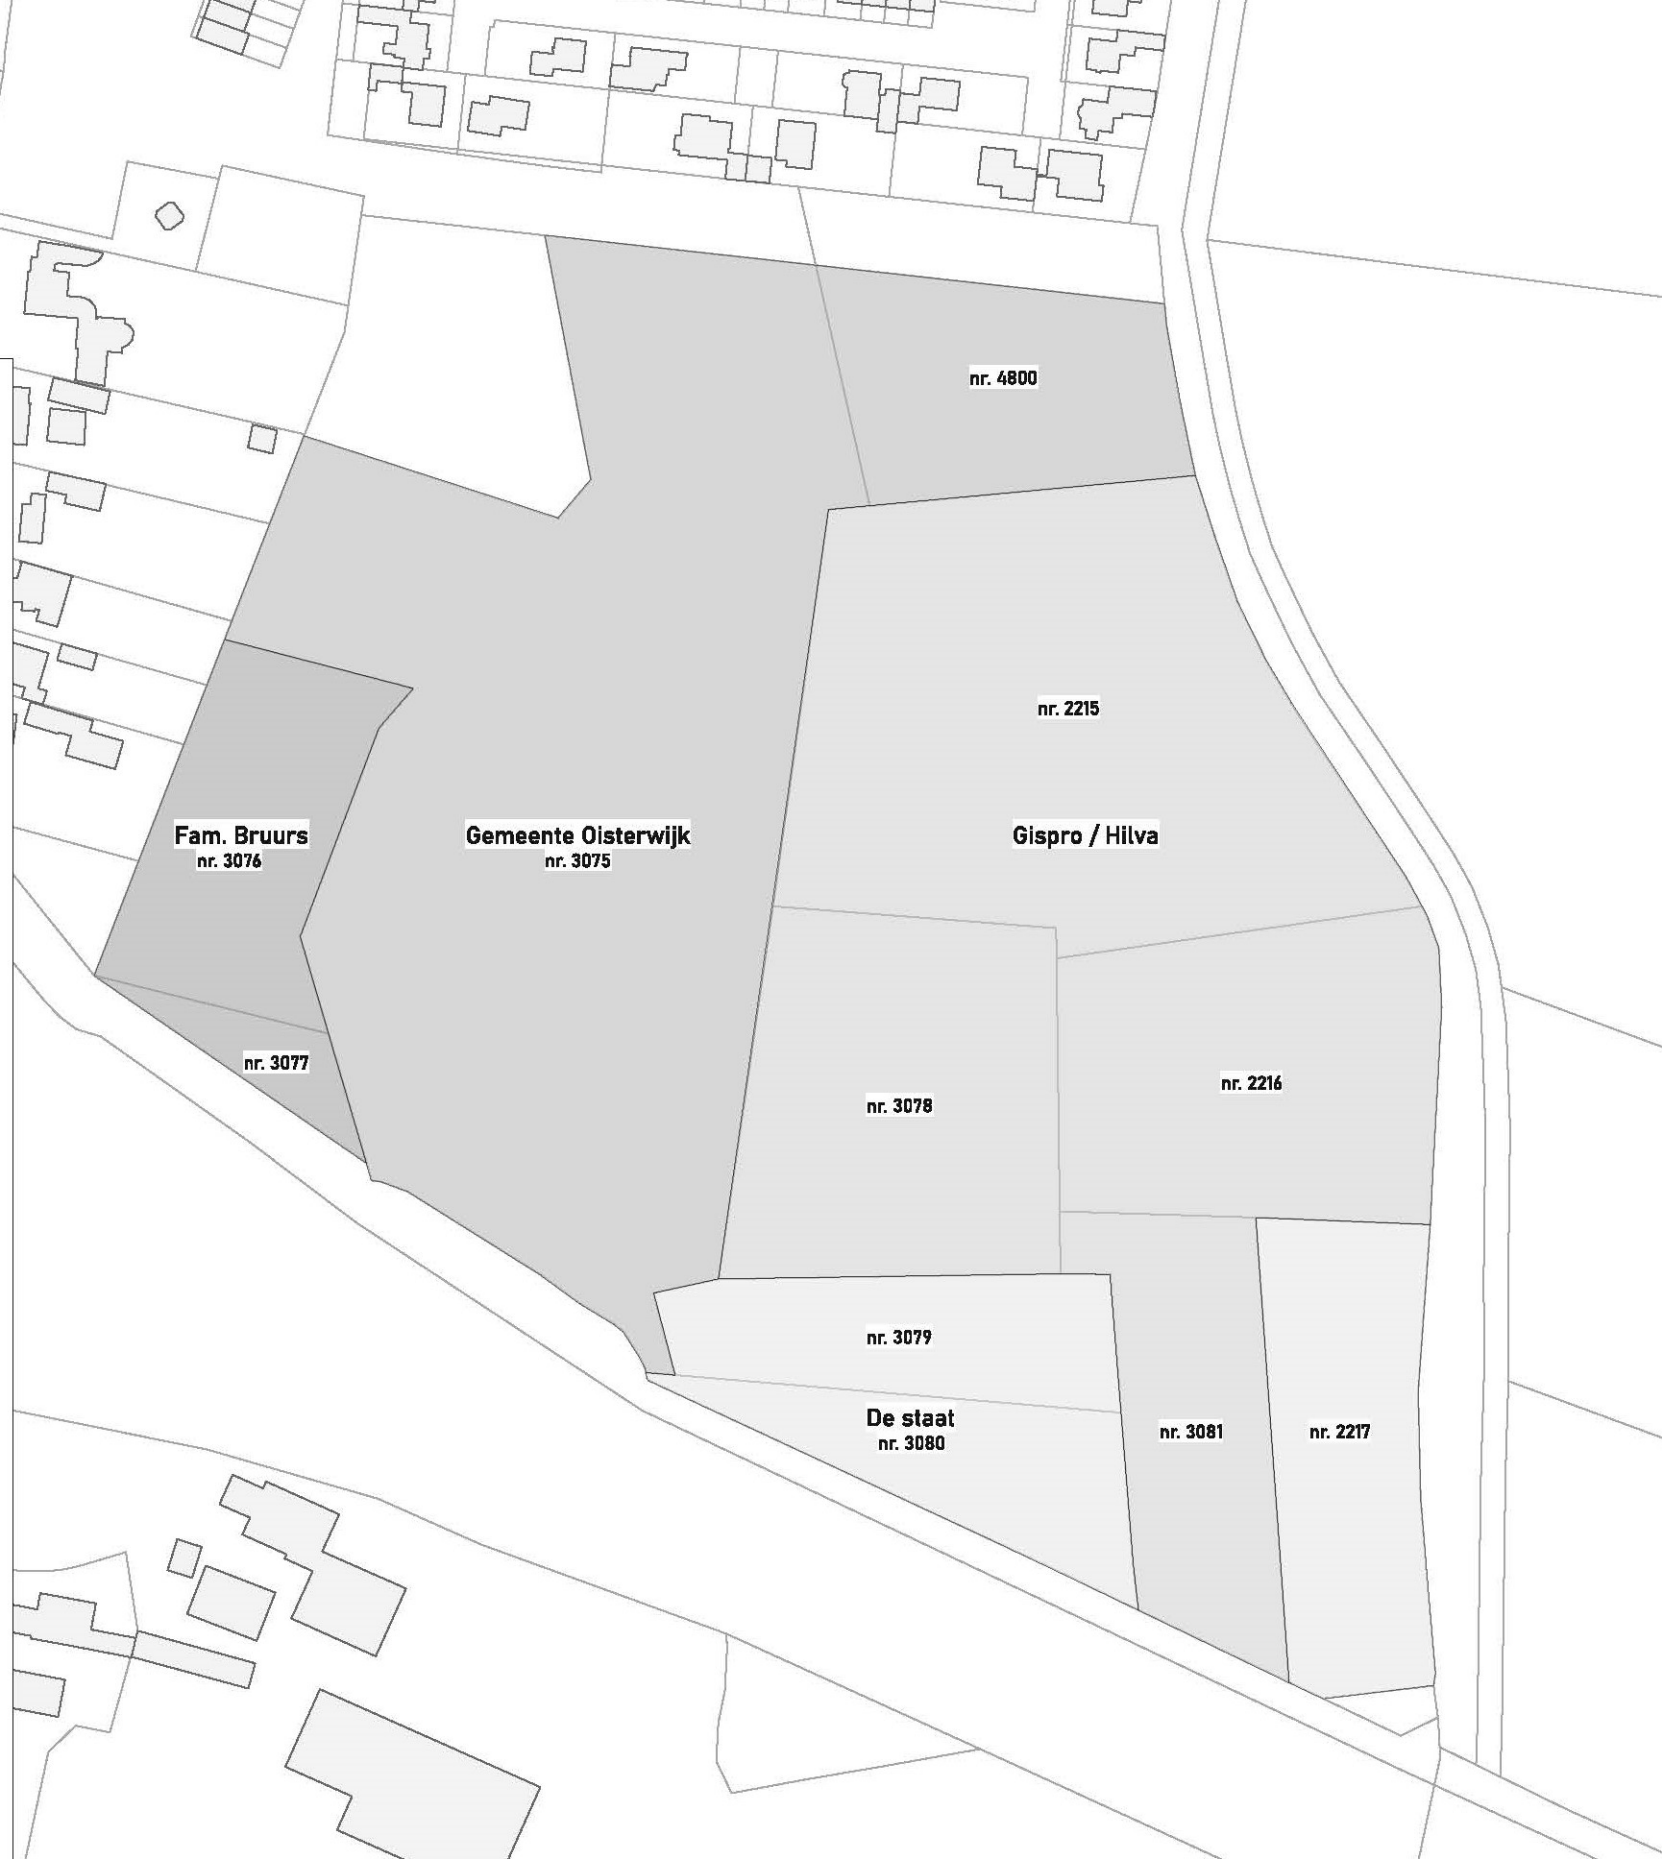 nr. 4800
nr. 2215
Fam. Bruurs
nr. 3076
Gemeente Oisterwijk
nr. 3075
Gispro / Hilva
nr. 3077
nr. 3078
nr. 2216
nr. 3079
De staat
nr. 3080
nr. 3081
nr. 2217